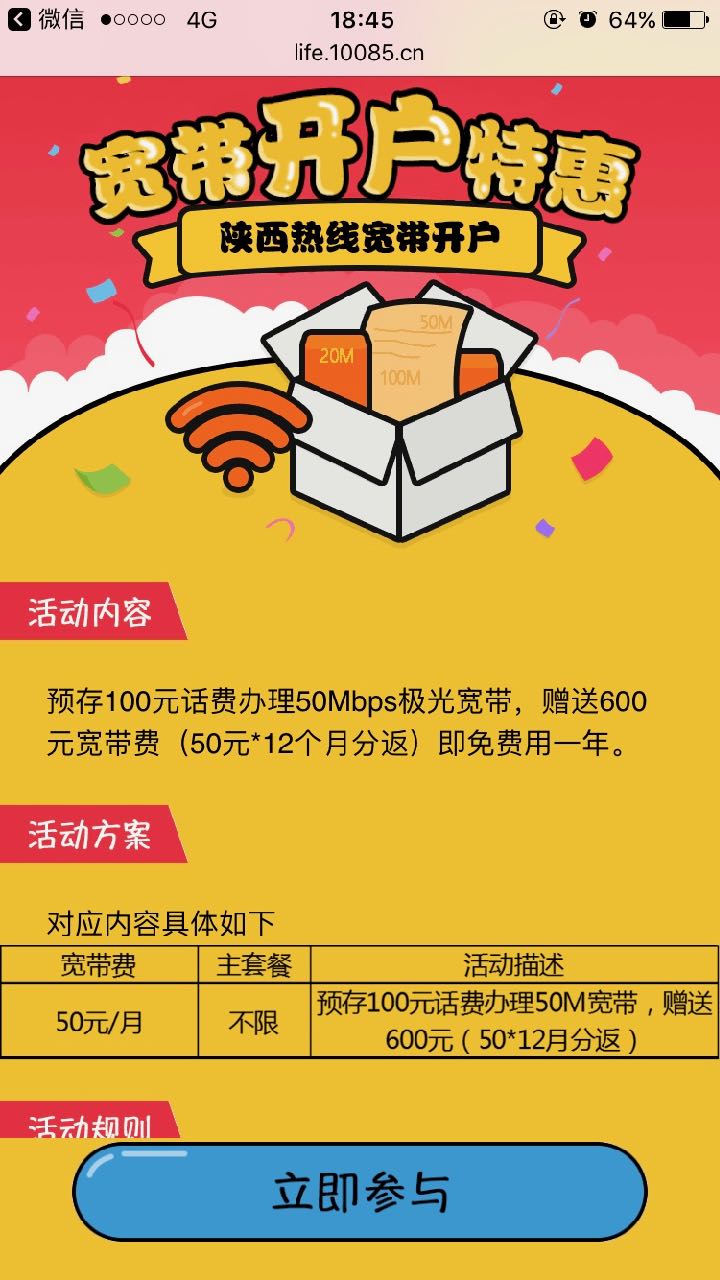 微信 4G 18:45 64%
life.10085.cn
宽带开户特惠
陕西热线宽带开户
50M
20M
100M
活动内容
预存100元话费办理50Mbps极光宽带，赠送600
元宽带费（50元*12个月分返）即免费用一年。
活动方案
对应内容具体如下
宽带费 主套餐 活动描述
50元/月 不限 预存100元话费办理50M宽带，赠送
600元（50*12月分返）
活动规则
立即参与